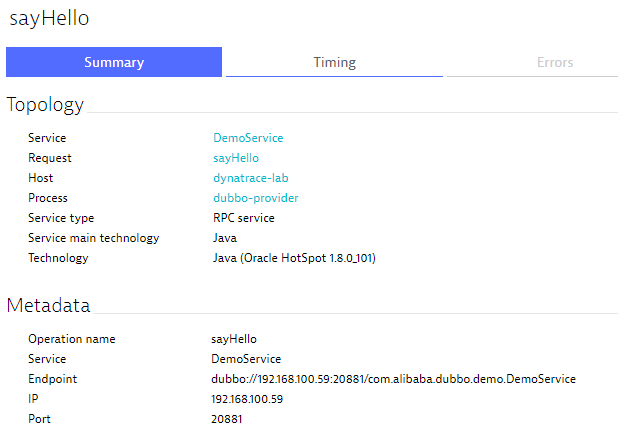 sayHello
Summary Timing Errors
Topology
Service DemoService
Request sayHello
Host dynatrace-lab
Process dubbo-provider
Service type RPC service
Service main technology Java
Technology Java (Oracle HotSpot 1.8.0_101)
Metadata
Operation name sayHello
Service DemoService
Endpoint dubbo://192.168.100.59:20881/com.alibaba.dubbo.demo.DemoService
IP 192.168.100.59
Port 20881